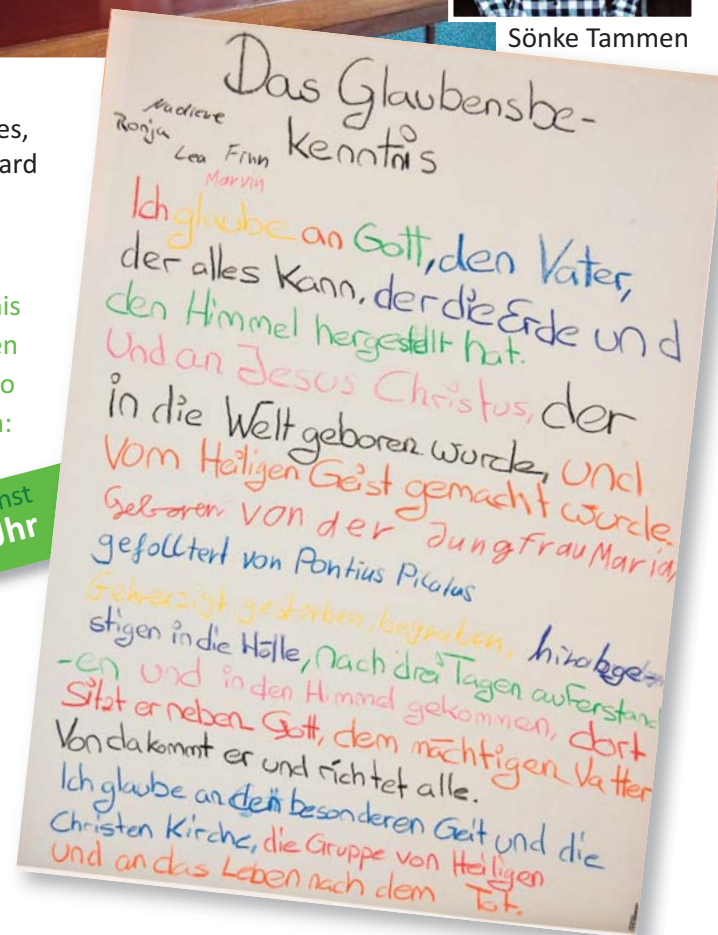 Sönke Tammen
es,
ard
is
en
o
n:
nst
Uhr
Das Glaubensbe-
kenntnis
Nadieve
Ronja
Lea Finn
Marvin
Ich glaube an Gott, den Vater,
der alles Kann, der die Erde und
den Himmel hergestellt hat.
Und an Jesus Christus, der
in die Welt geboren wurde, und
vom Heiligen Geist gemacht wurde.
Geboren von der Jungfrau Maria,
gefolltert von Pontius Picalus
gestorben, begraben, hinabge-
stigen in die Hölle, nach drei Tagen auferstand
-en und in den Himmel gekommen, dort
Sitzt er neben Gott, dem mächtigen Vatter
Von da kommt er und richtet alle.
Ich glaube an den besonderen Geit und die
Christen Kirche, die Gruppe von Heiligen
und an das Leben nach dem Tot.